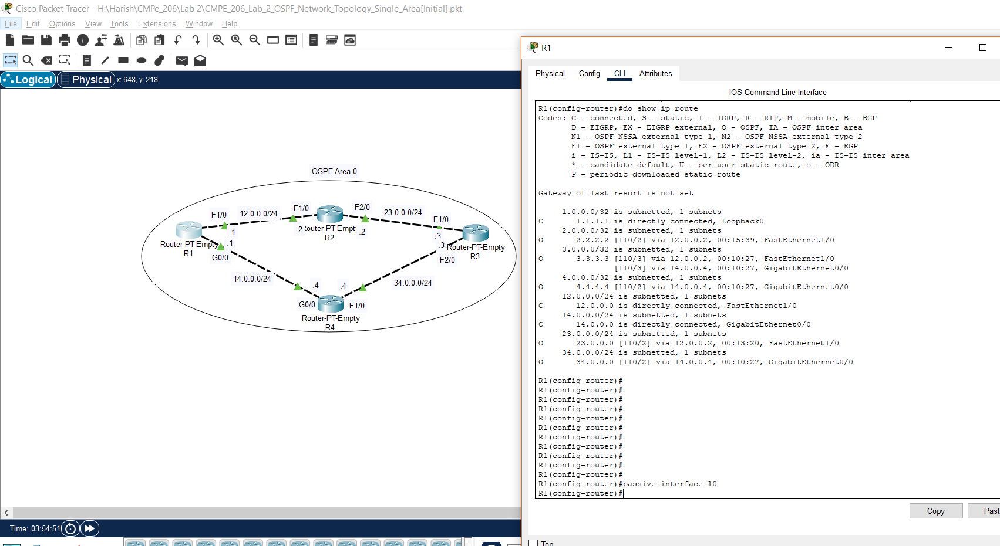 Cisco Packet Tracer - H:\Harish\CMPe_206\Lab 2\CMPE_206_Lab_2_OSPF_Network_Topology_Single_Area[Initial].pkt
File Edit Options View Tools Extensions Window Help
Logical Physical x: 648, y: 218
OSPF Area 0
F1/0 12.0.0.0/24 F1/0 F2/0 23.0.0.0/24 F1/0
.1 .2 Router-PT-Empty .2 .3
R2
Router-PT-Empty .1 .3 Router-PT-Empty
R1 R3
G0/0 F2/0
14.0.0.0/24 34.0.0.0/24
.4 .4
G0/0 F1/0
Router-PT-Empty
R4
Time: 03:54:51
R1
Physical Config CLI Attributes
IOS Command Line Interface
R1(config-router)#do show ip route
Codes: C - connected, S - static, I - IGRP, R - RIP, M - mobile, B - BGP
D - EIGRP, EX - EIGRP external, O - OSPF, IA - OSPF inter area
N1 - OSPF NSSA external type 1, N2 - OSPF NSSA external type 2
E1 - OSPF external type 1, E2 - OSPF external type 2, E - EGP
i - IS-IS, L1 - IS-IS level-1, L2 - IS-IS level-2, ia - IS-IS inter area
* - candidate default, U - per-user static route, o - ODR
P - periodic downloaded static route
Gateway of last resort is not set
1.0.0.0/32 is subnetted, 1 subnets
C 1.1.1.1 is directly connected, Loopback0
2.0.0.0/32 is subnetted, 1 subnets
O 2.2.2.2 [110/2] via 12.0.0.2, 00:15:39, FastEthernet1/0
3.0.0.0/32 is subnetted, 1 subnets
O 3.3.3.3 [110/3] via 12.0.0.2, 00:10:27, FastEthernet1/0
[110/3] via 14.0.0.4, 00:10:27, GigabitEthernet0/0
4.0.0.0/32 is subnetted, 1 subnets
O 4.4.4.4 [110/2] via 14.0.0.4, 00:10:27, GigabitEthernet0/0
12.0.0.0/24 is subnetted, 1 subnets
C 12.0.0.0 is directly connected, FastEthernet1/0
14.0.0.0/24 is subnetted, 1 subnets
C 14.0.0.0 is directly connected, GigabitEthernet0/0
23.0.0.0/24 is subnetted, 1 subnets
O 23.0.0.0 [110/2] via 12.0.0.2, 00:13:20, FastEthernet1/0
34.0.0.0/24 is subnetted, 1 subnets
O 34.0.0.0 [110/2] via 14.0.0.4, 00:10:27, GigabitEthernet0/0
R1(config-router)#
R1(config-router)#
R1(config-router)#
R1(config-router)#
R1(config-router)#
R1(config-router)#
R1(config-router)#
R1(config-router)#
R1(config-router)#
R1(config-router)#
R1(config-router)#
R1(config-router)#passive-interface l0
R1(config-router)#
Copy Past
Top